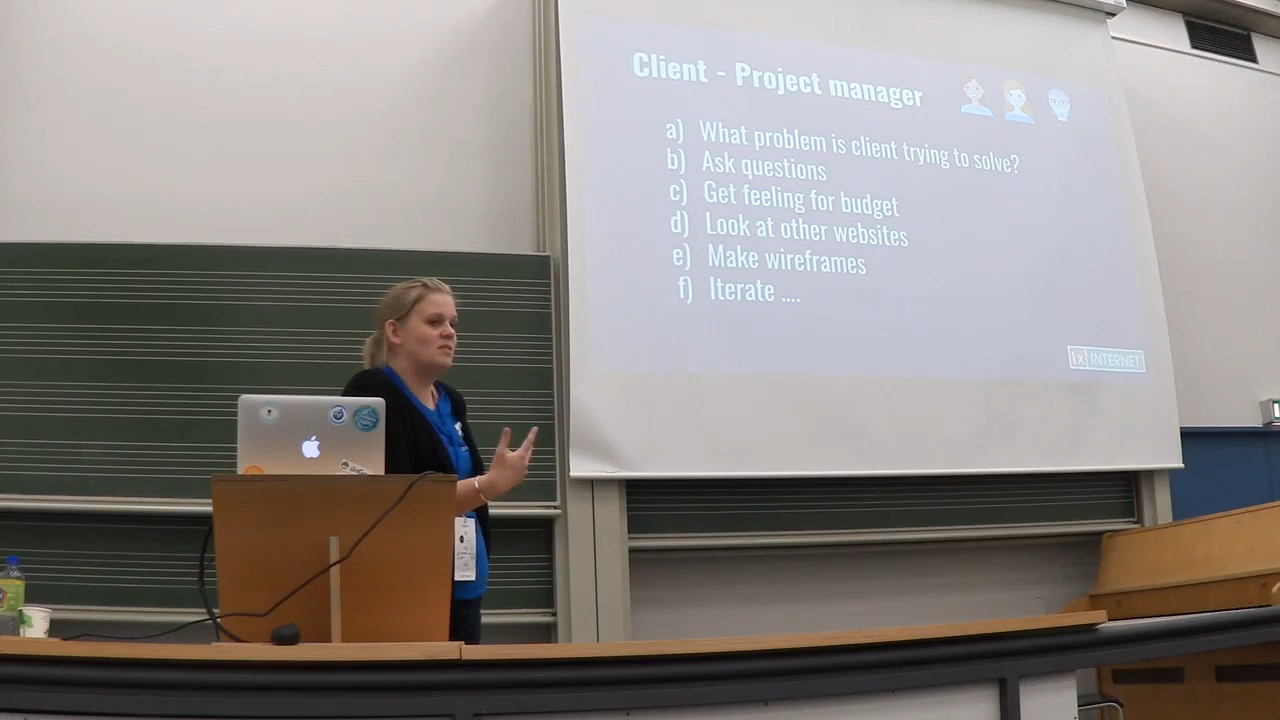 Client - Project manager
a) What problem is client trying to solve?
b) Ask questions
c) Get feeling for budget
d) Look at other websites
e) Make wireframes
f) Iterate ....
1x INTERNET